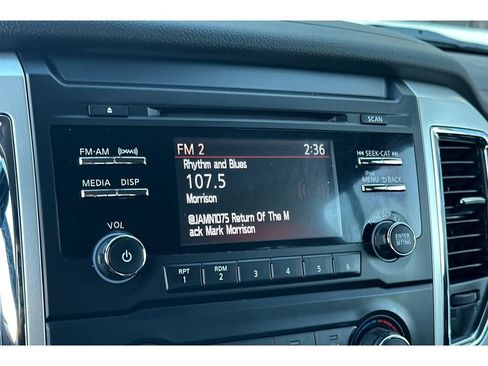 SCAN
FM·AM
MEDIA DISP
VOL
FM 2 2:36
Rhythm and Blues
107.5
Morrison
@JAMN1075 Return Of The M
ack Mark Morrison
SEEK·CAT
iPod
MENU BACK
ENTER
SETTING
RPT
1
RDM
2
3
4
5
6